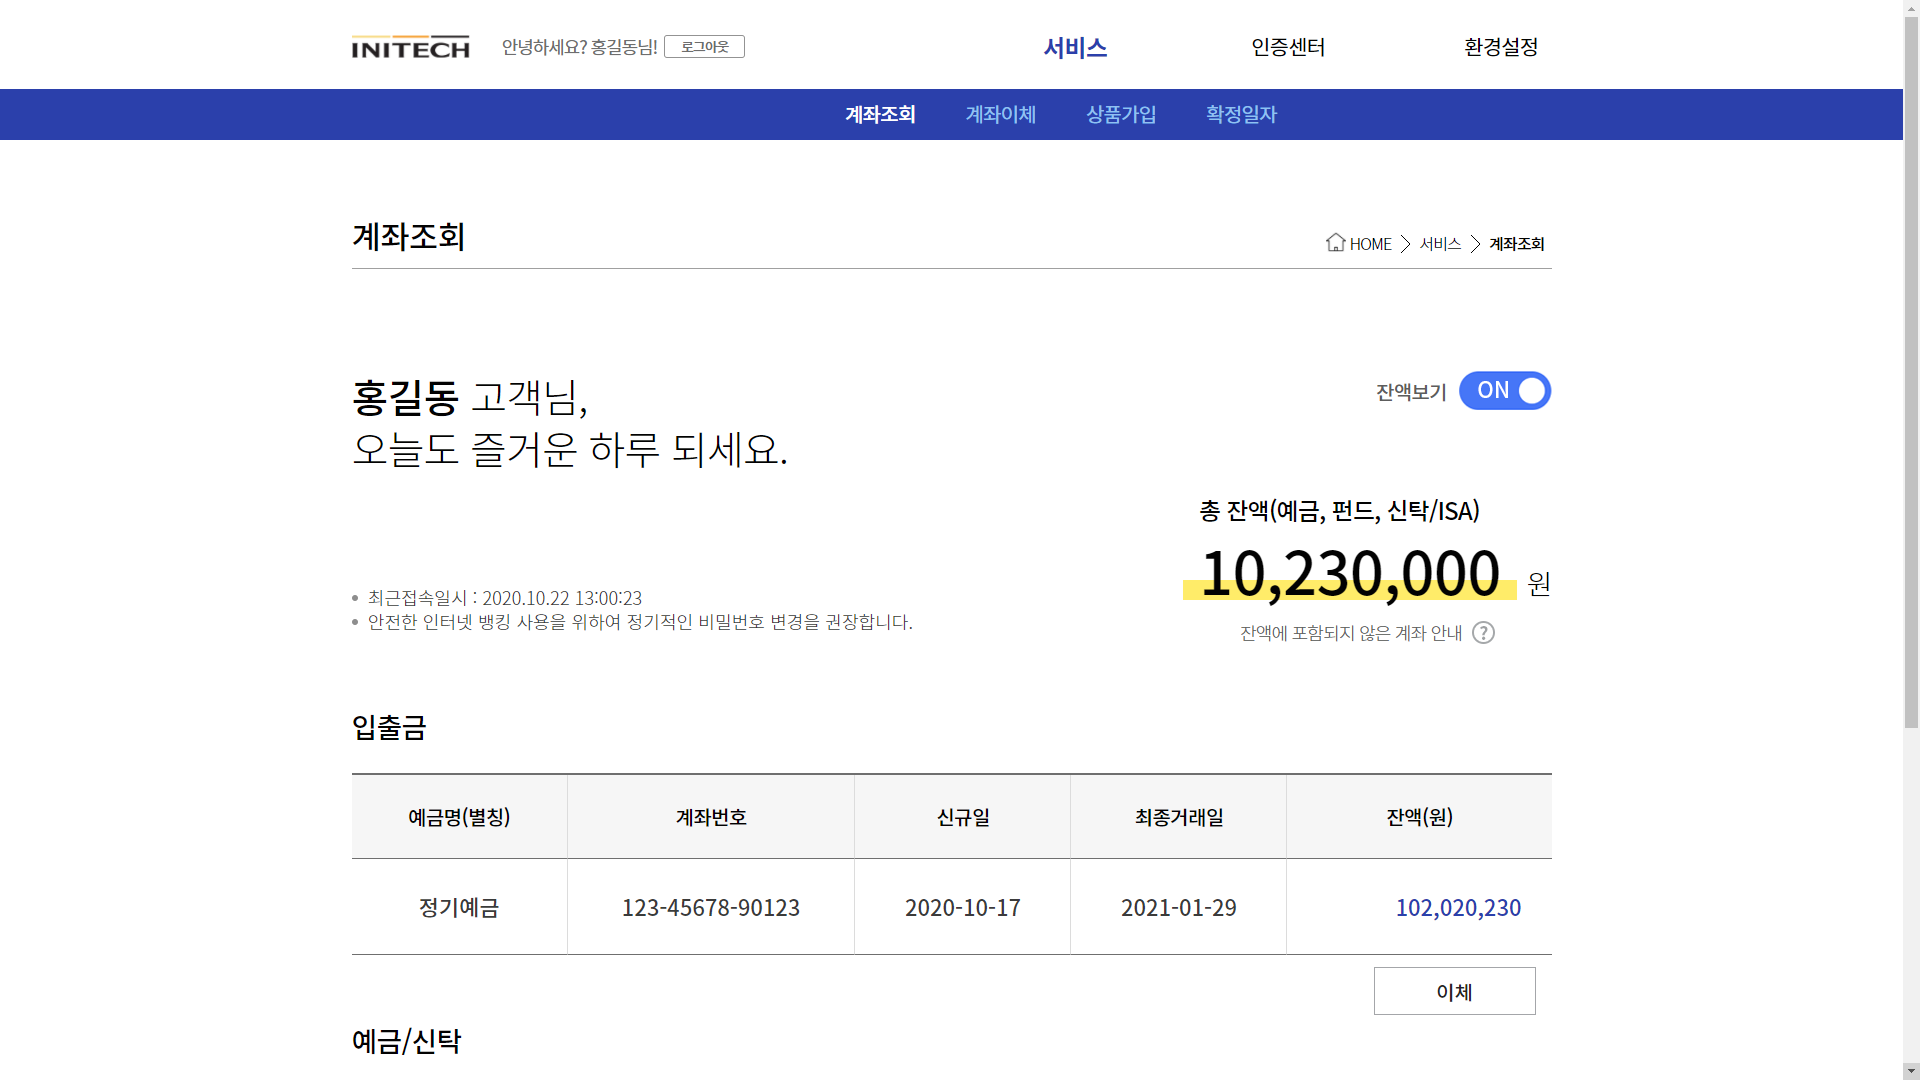 INITECH 안녕하세요? 홍길동님! 로그아웃 서비스 인증센터 환경설정
계좌조회 계좌이체 상품가입 확정일자
계좌조회
HOME 서비스 계좌조회
홍길동 고객님,
오늘도 즐거운 하루 되세요.
잔액보기 ON
총 잔액(예금, 펀드, 신탁/ISA)
10,230,000 원
잔액에 포함되지 않은 계좌 안내 ?
최근접속일시 : 2020.10.22 13:00:23
안전한 인터넷 뱅킹 사용을 위하여 정기적인 비밀번호 변경을 권장합니다.
입출금
예금명(별칭) 계좌번호 신규일 최종거래일 잔액(원)
정기예금 123-45678-90123 2020-10-17 2021-01-29 102,020,230
이체
예금/신탁